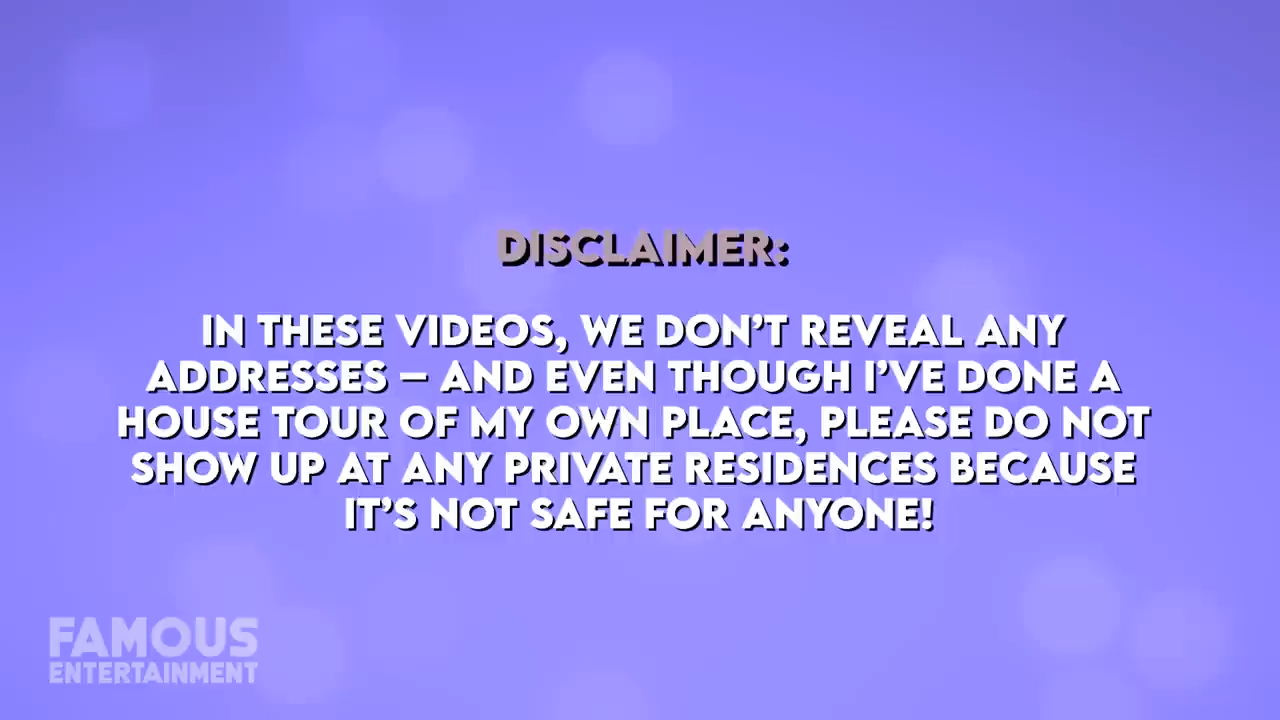 DISCLAIMER:
IN THESE VIDEOS, WE DON'T REVEAL ANY
ADDRESSES – AND EVEN THOUGH I'VE DONE A
HOUSE TOUR OF MY OWN PLACE, PLEASE DO NOT
SHOW UP AT ANY PRIVATE RESIDENCES BECAUSE
IT'S NOT SAFE FOR ANYONE!
FAMOUS
ENTERTAINMENT